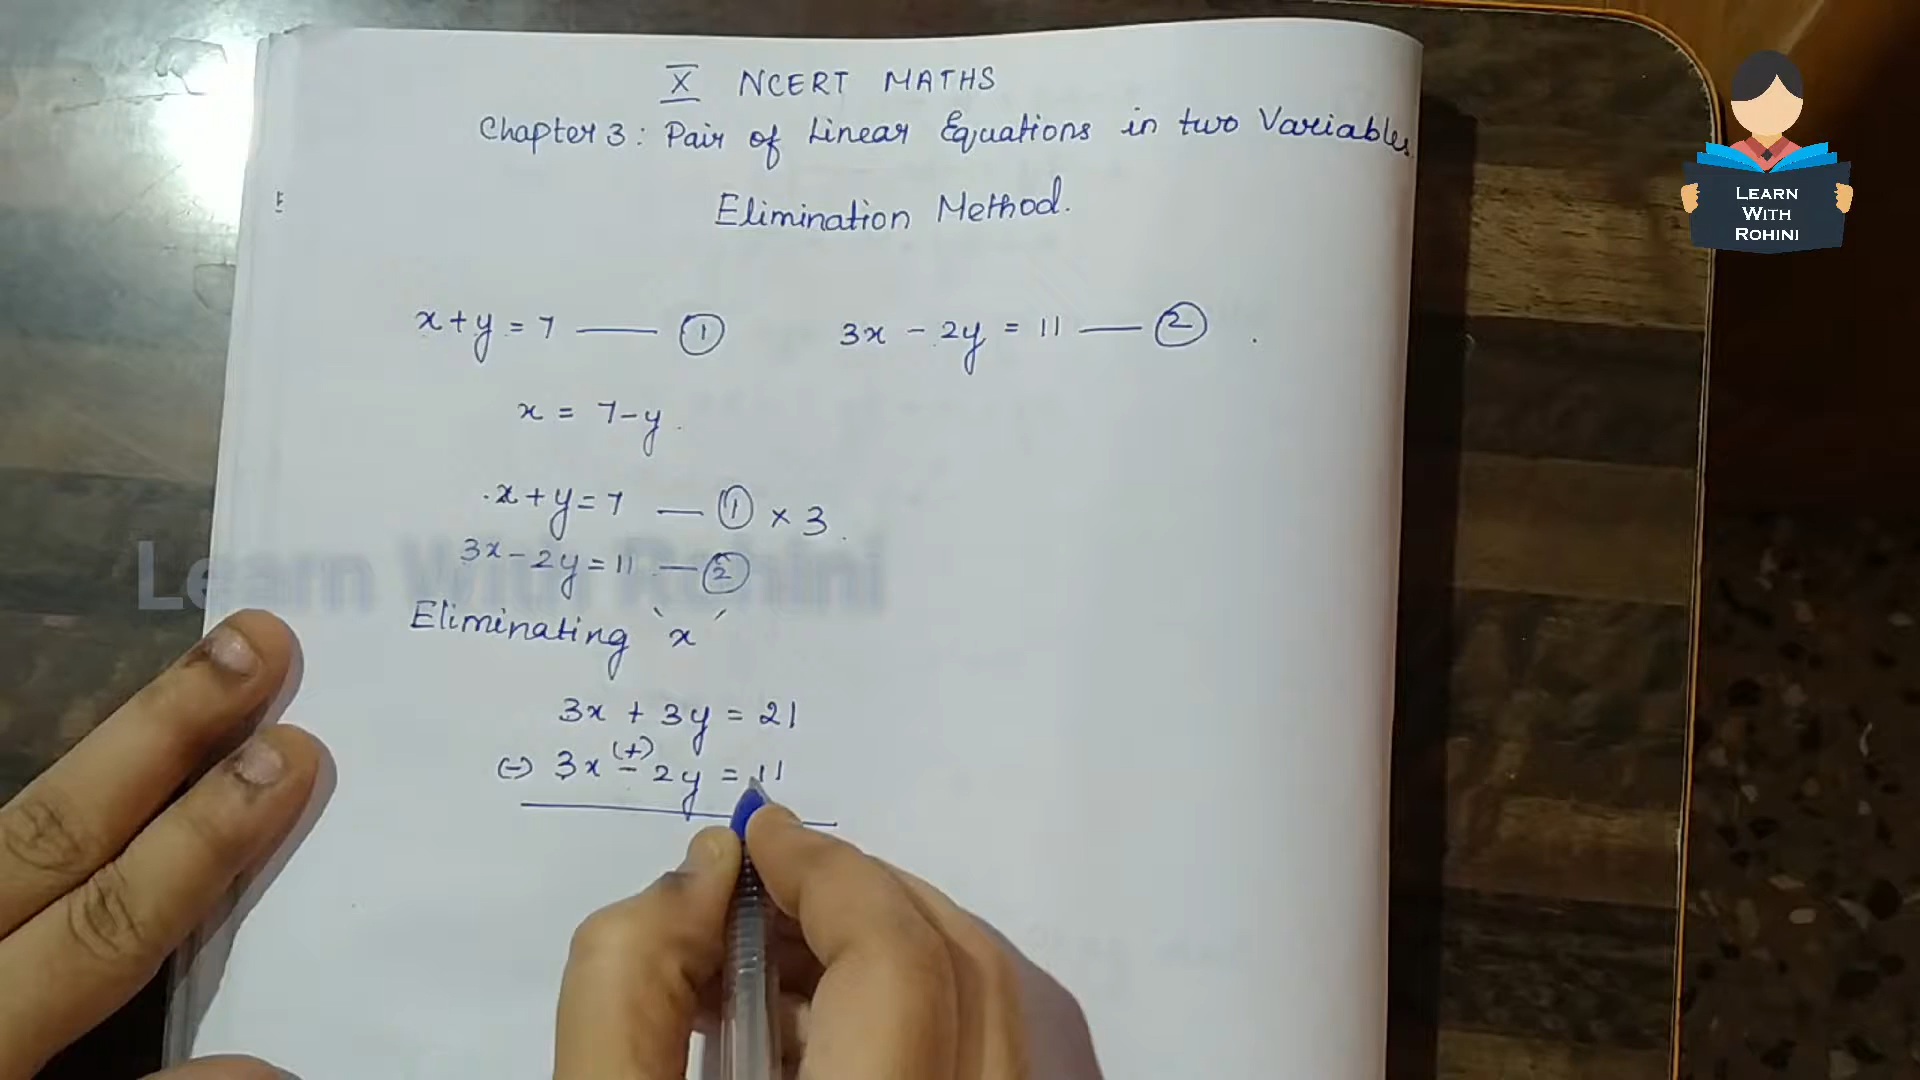 X NCERT MATHS
Chapter 3: Pair of Linear Equations in two Variables.
Elimination Method.
x + y = 7 —— ① 3x - 2y = 11 —— ②
x = 7 - y
x + y = 7 — ① × 3
3x - 2y = 11 — ②
Eliminating 'x'
3x + 3y = 21
(-) 3x (+) - 2y = 11
LEARN
WITH
ROHINI
Learn With Rohini